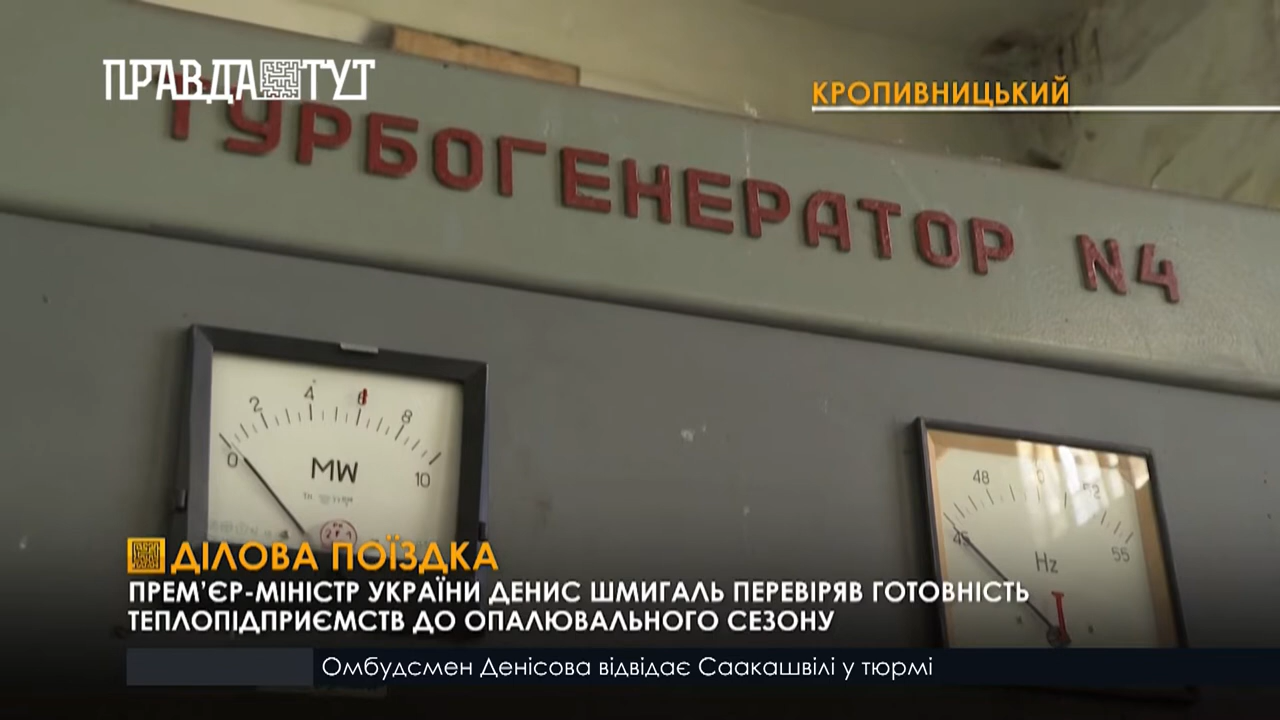 ПРАВДА ТУТ
КРОПИВНИЦЬКИЙ
ТУРБОГЕНЕРАТОР N4
0 2 4 6 8 10
MW
48 0 52
45 55
Hz
ДІЛОВА ПОЇЗДКА
ПРЕМ’ЄР-МІНІСТР УКРАЇНИ ДЕНИС ШМИГАЛЬ ПЕРЕВІРЯВ ГОТОВНІСТЬ
ТЕПЛОПІДПРИЄМСТВ ДО ОПАЛЮВАЛЬНОГО СЕЗОНУ
Омбудсмен Денісова відвідає Саакашвілі у тюрмі